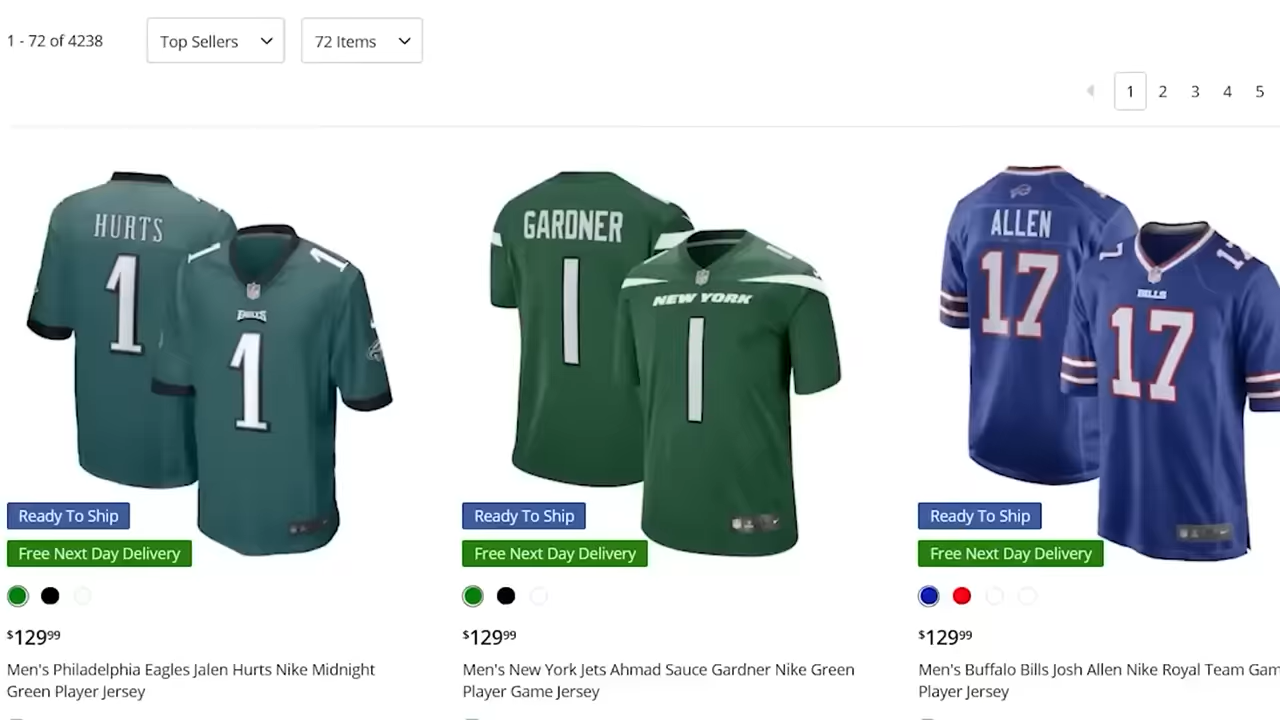 1 - 72 of 4238
Top Sellers
72 Items
1 2 3 4 5
HURTS
1
1
EAGLES
1
GARDNER
1
NEW YORK
1
ALLEN
17
17
BILLS
17
Ready To Ship
Free Next Day Delivery
Ready To Ship
Free Next Day Delivery
Ready To Ship
Free Next Day Delivery
$129.99
$129.99
$129.99
Men's Philadelphia Eagles Jalen Hurts Nike Midnight
Green Player Jersey
Men's New York Jets Ahmad Sauce Gardner Nike Green
Player Game Jersey
Men's Buffalo Bills Josh Allen Nike Royal Team Gam
Player Jersey